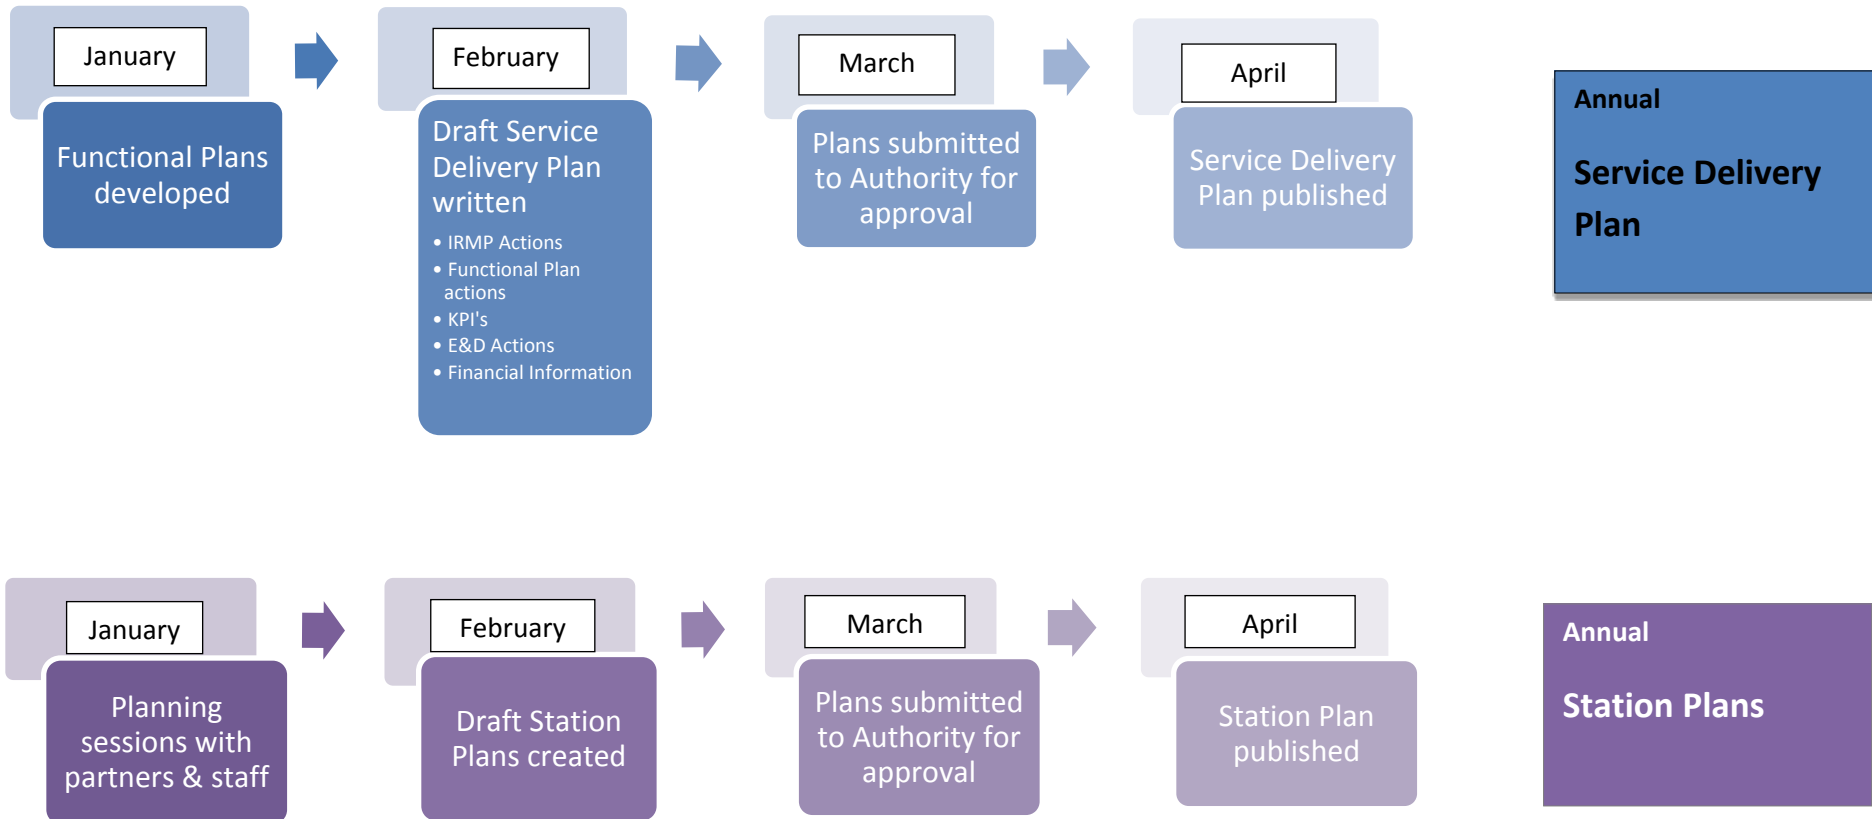 January
Functional Plans
developed
February
Draft Service
Delivery Plan
written
• IRMP Actions
• Functional Plan
actions
• KPI's
• E&D Actions
• Financial Information
March
Plans submitted
to Authority for
approval
April
Service Delivery
Plan published
Annual
Service Delivery
Plan
January
Planning
sessions with
partners & staff
February
Draft Station
Plans created
March
Plans submitted
to Authority for
approval
April
Station Plan
published
Annual
Station Plans